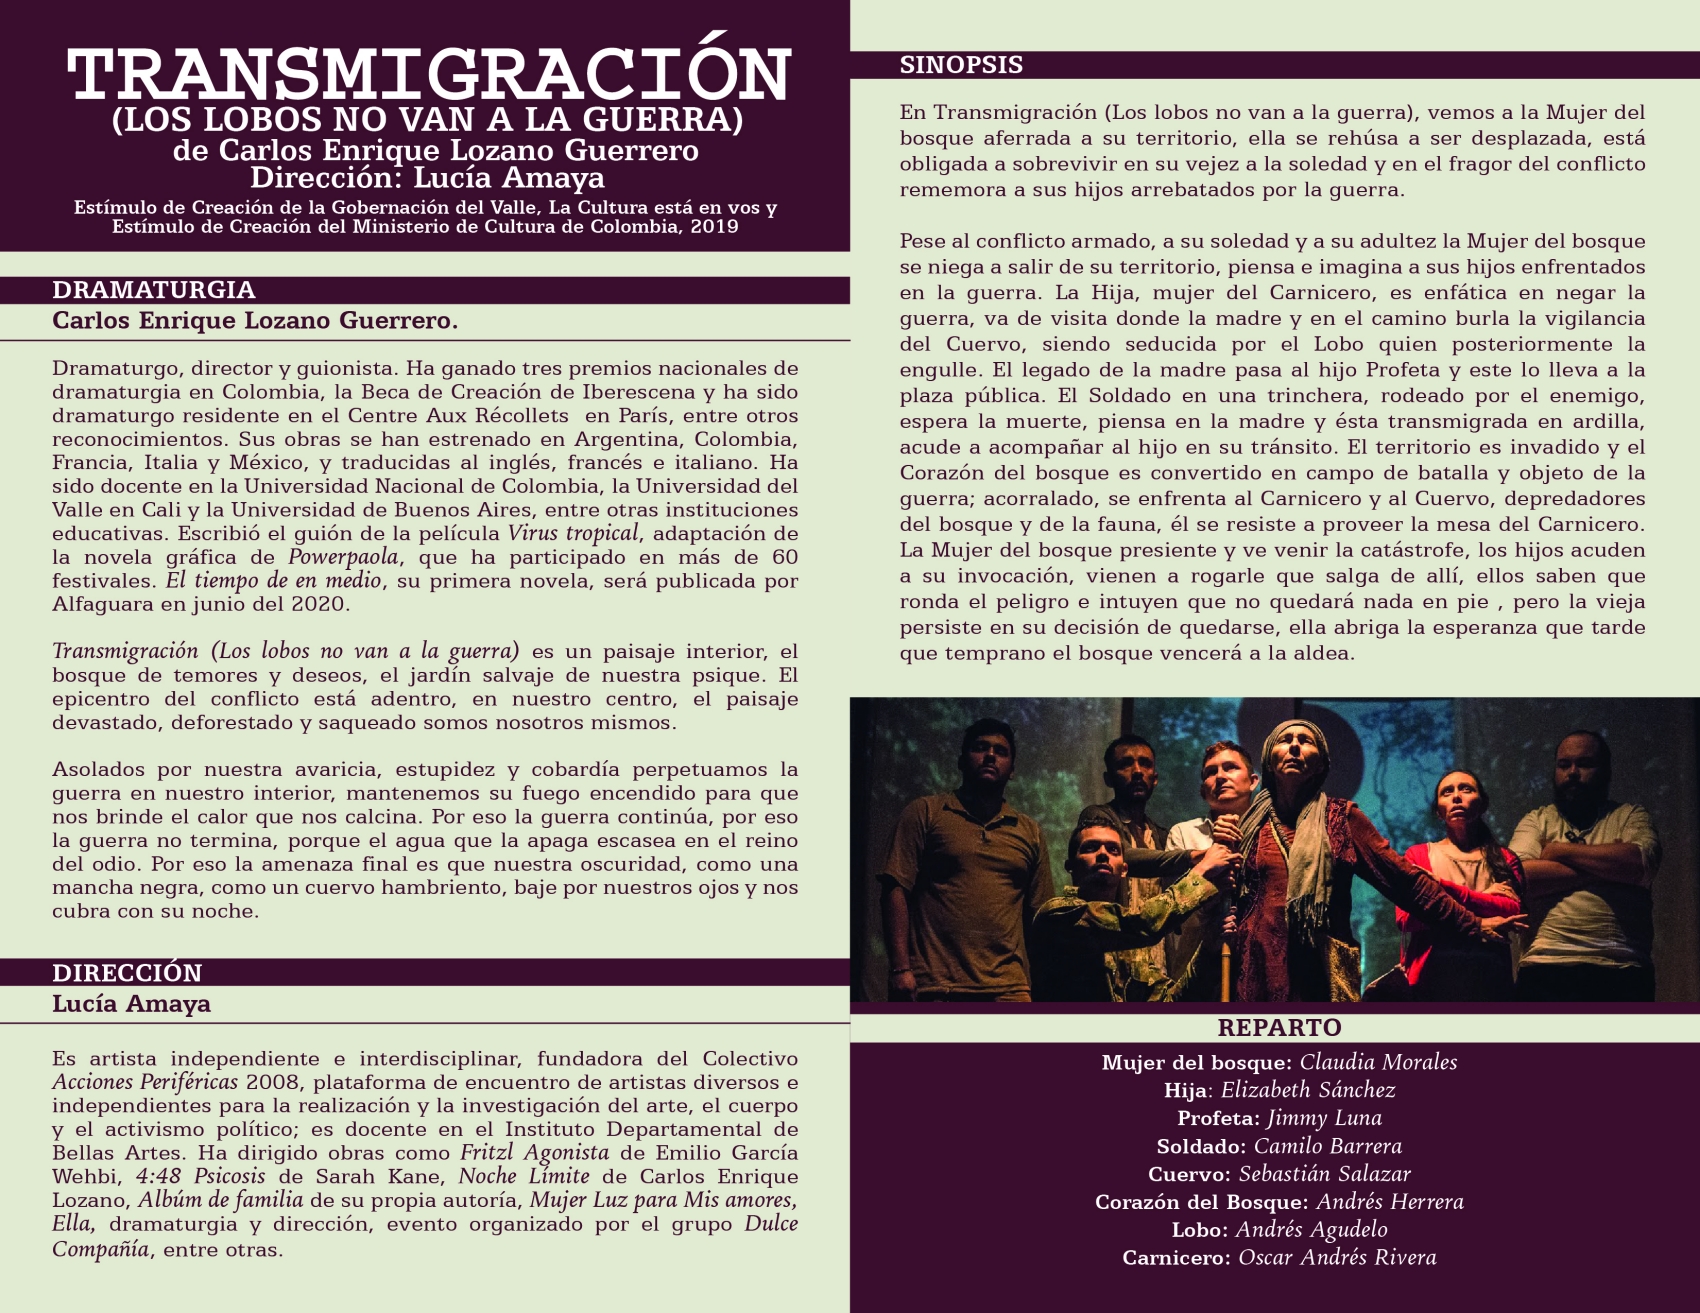 TRANSMIGRACIÓN
(LOS LOBOS NO VAN A LA GUERRA)
de Carlos Enrique Lozano Guerrero
Dirección: Lucía Amaya
Estímulo de Creación de la Gobernación del Valle, La Cultura está en vos y
Estímulo de Creación del Ministerio de Cultura de Colombia, 2019
DRAMATURGIA
Carlos Enrique Lozano Guerrero.
Dramaturgo, director y guionista. Ha ganado tres premios nacionales de
dramaturgia en Colombia, la Beca de Creación de Iberescena y ha sido
dramaturgo residente en el Centre Aux Récollets  en París, entre otros
reconocimientos. Sus obras se han estrenado en Argentina, Colombia,
Francia, Italia y México, y traducidas al inglés, francés e italiano. Ha
sido docente en la Universidad Nacional de Colombia, la Universidad del
Valle en Cali y la Universidad de Buenos Aires, entre otras instituciones
educativas. Escribió el guión de la película Virus tropical, adaptación de
la novela gráfica de Powerpaola, que ha participado en más de 60
festivales. El tiempo de en medio, su primera novela, será publicada por
Alfaguara en junio del 2020.
Transmigración (Los lobos no van a la guerra) es un paisaje interior, el
bosque de temores y deseos, el jardín salvaje de nuestra psique. El
epicentro del conflicto está adentro, en nuestro centro, el paisaje
devastado, deforestado y saqueado somos nosotros mismos.
Asolados por nuestra avaricia, estupidez y cobardía perpetuamos la
guerra en nuestro interior, mantenemos su fuego encendido para que
nos brinde el calor que nos calcina. Por eso la guerra continúa, por eso
la guerra no termina, porque el agua que la apaga escasea en el reino
del odio. Por eso la amenaza final es que nuestra oscuridad, como una
mancha negra, como un cuervo hambriento, baje por nuestros ojos y nos
cubra con su noche.
DIRECCIÓN
Lucía Amaya
Es artista independiente e interdisciplinar, fundadora del Colectivo
Acciones Periféricas 2008, plataforma de encuentro de artistas diversos e
independientes para la realización y la investigación del arte, el cuerpo
y el activismo político; es docente en el Instituto Departamental de
Bellas Artes. Ha dirigido obras como Fritzl Agonista de Emilio García
Wehbi, 4:48 Psicosis de Sarah Kane, Noche Límite de Carlos Enrique
Lozano, Albúm de familia de su propia autoría, Mujer Luz para Mis amores,
Ella, dramaturgia y dirección, evento organizado por el grupo Dulce
Compañía, entre otras.
SINOPSIS
En Transmigración (Los lobos no van a la guerra), vemos a la Mujer del
bosque aferrada a su territorio, ella se rehúsa a ser desplazada, está
obligada a sobrevivir en su vejez a la soledad y en el fragor del conflicto
rememora a sus hijos arrebatados por la guerra.
Pese al conflicto armado, a su soledad y a su adultez la Mujer del bosque
se niega a salir de su territorio, piensa e imagina a sus hijos enfrentados
en la guerra. La Hija, mujer del Carnicero, es enfática en negar la
guerra, va de visita donde la madre y en el camino burla la vigilancia
del Cuervo, siendo seducida por el Lobo quien posteriormente la
engulle. El legado de la madre pasa al hijo Profeta y este lo lleva a la
plaza pública. El Soldado en una trinchera, rodeado por el enemigo,
espera la muerte, piensa en la madre y ésta transmigrada en ardilla,
acude a acompañar al hijo en su tránsito. El territorio es invadido y el
Corazón del bosque es convertido en campo de batalla y objeto de la
guerra; acorralado, se enfrenta al Carnicero y al Cuervo, depredadores
del bosque y de la fauna, él se resiste a proveer la mesa del Carnicero.
La Mujer del bosque presiente y ve venir la catástrofe, los hijos acuden
a su invocación, vienen a rogarle que salga de allí, ellos saben que
ronda el peligro e intuyen que no quedará nada en pie , pero la vieja
persiste en su decisión de quedarse, ella abriga la esperanza que tarde
que temprano el bosque vencerá a la aldea.
REPARTO
Mujer del bosque: Claudia Morales
Hija: Elizabeth Sánchez
Profeta: Jimmy Luna
Soldado: Camilo Barrera
Cuervo: Sebastián Salazar
Corazón del Bosque: Andrés Herrera
Lobo: Andrés Agudelo
Carnicero: Oscar Andrés Rivera